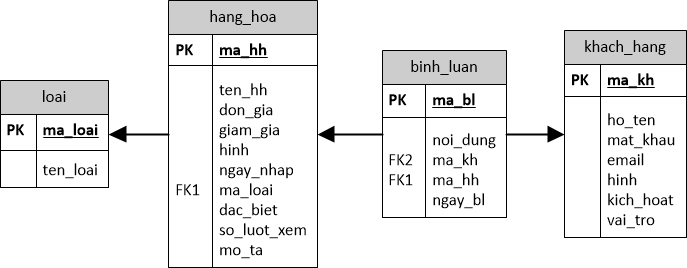 loai
PK ma_loai
ten_loai
hang_hoa
PK ma_hh
ten_hh
don_gia
giam_gia
hinh
ngay_nhap
FK1 ma_loai
dac_biet
so_luot_xem
mo_ta
binh_luan
PK ma_bl
noi_dung
FK2 ma_kh
FK1 ma_hh
ngay_bl
khach_hang
PK ma_kh
ho_ten
mat_khau
email
hinh
kich_hoat
vai_tro